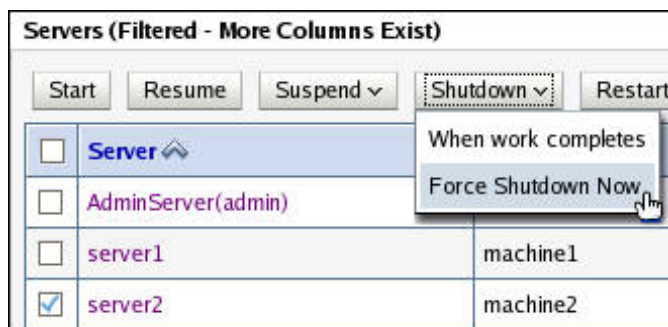 Servers (Filtered - More Columns Exist)
Start Resume Suspend Shutdown Restart
When work completes
Force Shutdown Now
Server
AdminServer(admin)
server1 machine1
server2 machine2